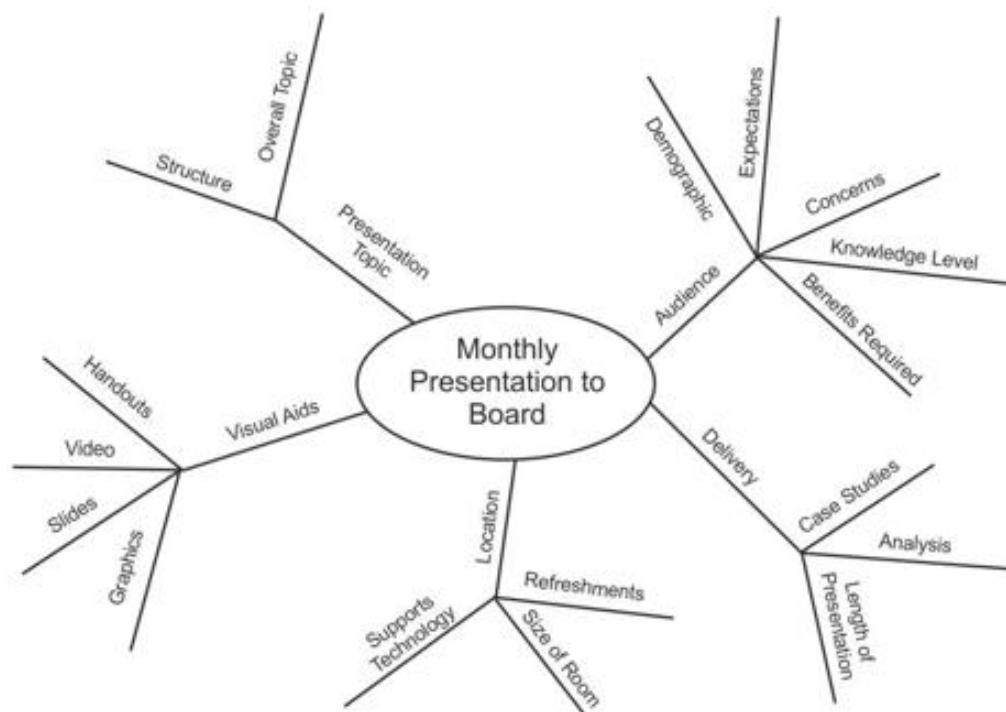 Monthly
Presentation to
Board
Presentation
Topic
Structure
Overall Topic
Audience
Demographic
Expectations
Concerns
Knowledge Level
Benefits Required
Delivery
Case Studies
Analysis
Length of
Presentation
Location
Refreshments
Size of Room
Supports
Technology
Visual Aids
Handouts
Video
Slides
Graphics